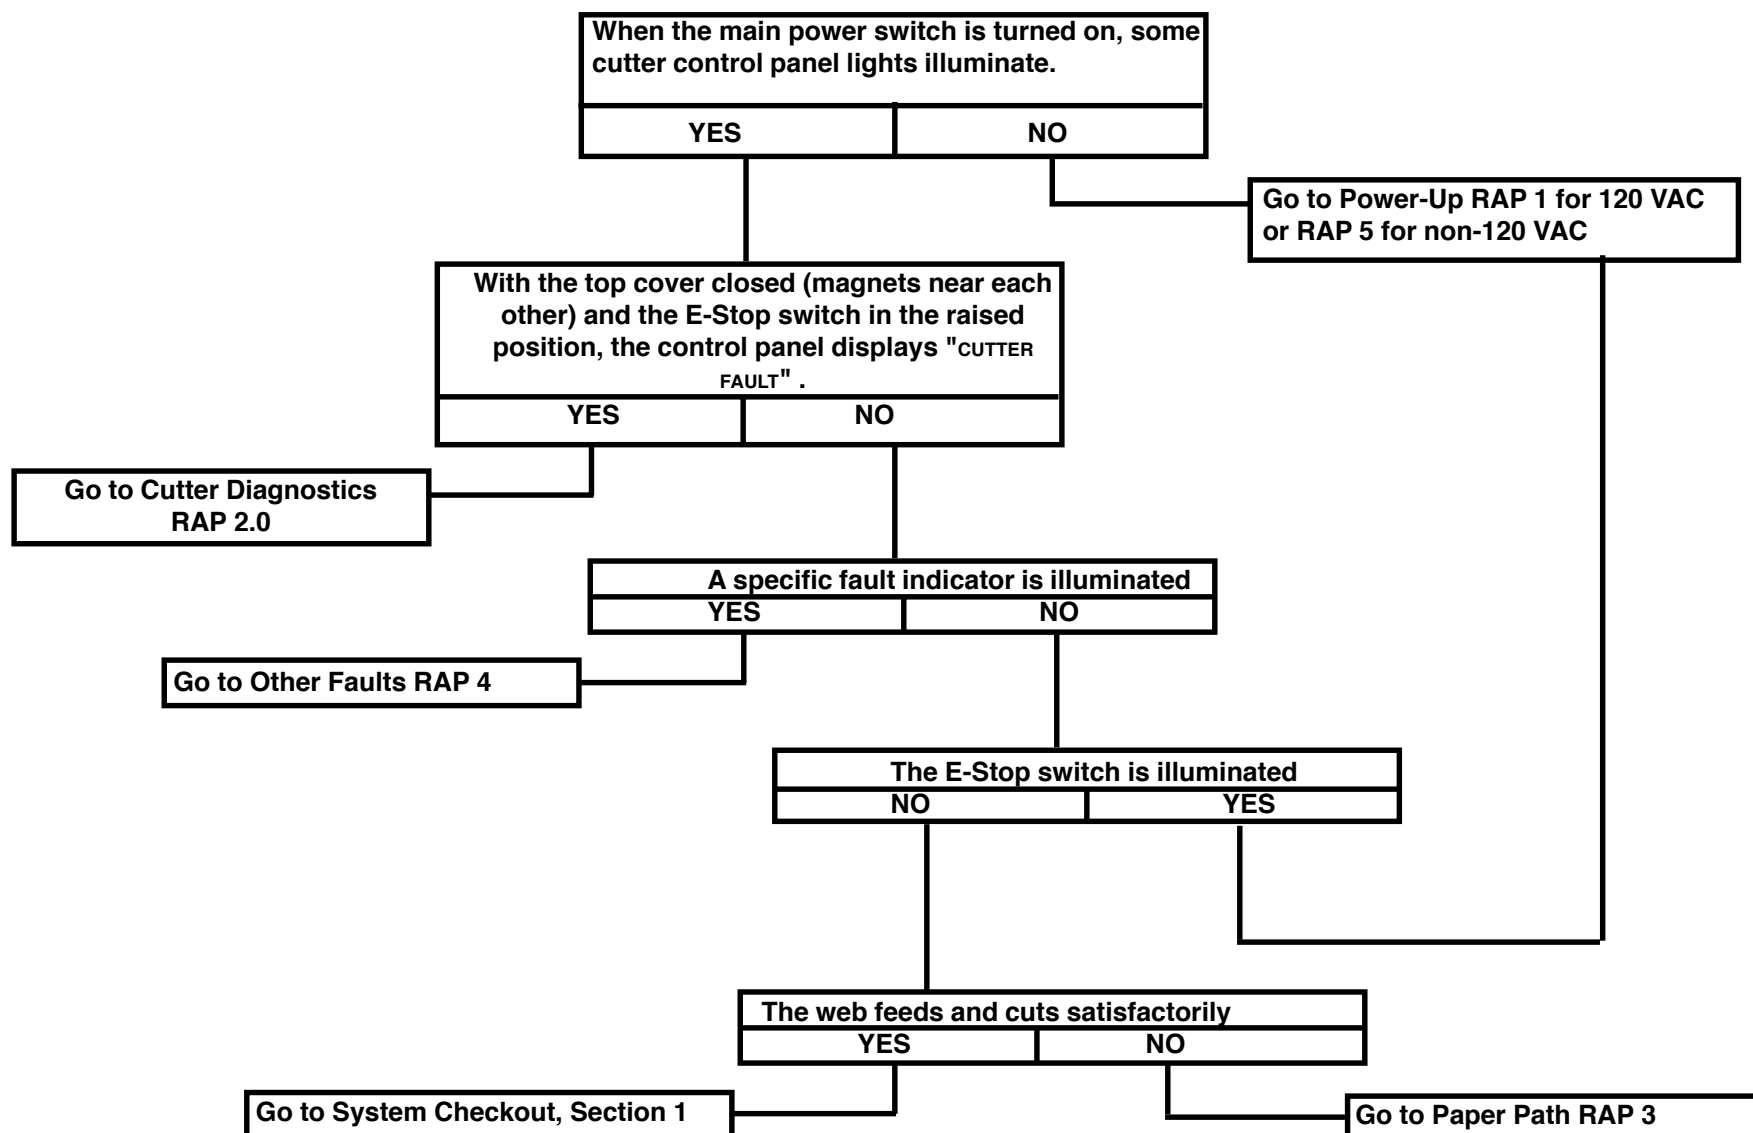 When the main power switch is turned on, some
cutter control panel lights illuminate.
YES
NO
Go to Power-Up RAP 1 for 120 VAC
or RAP 5 for non-120 VAC
With the top cover closed (magnets near each
other) and the E-Stop switch in the raised
position, the control panel displays "CUTTER
FAULT" .
YES
NO
Go to Cutter Diagnostics
RAP 2.0
A specific fault indicator is illuminated
YES
NO
Go to Other Faults RAP 4
The E-Stop switch is illuminated
NO
YES
The web feeds and cuts satisfactorily
YES
NO
Go to System Checkout, Section 1
Go to Paper Path RAP 3